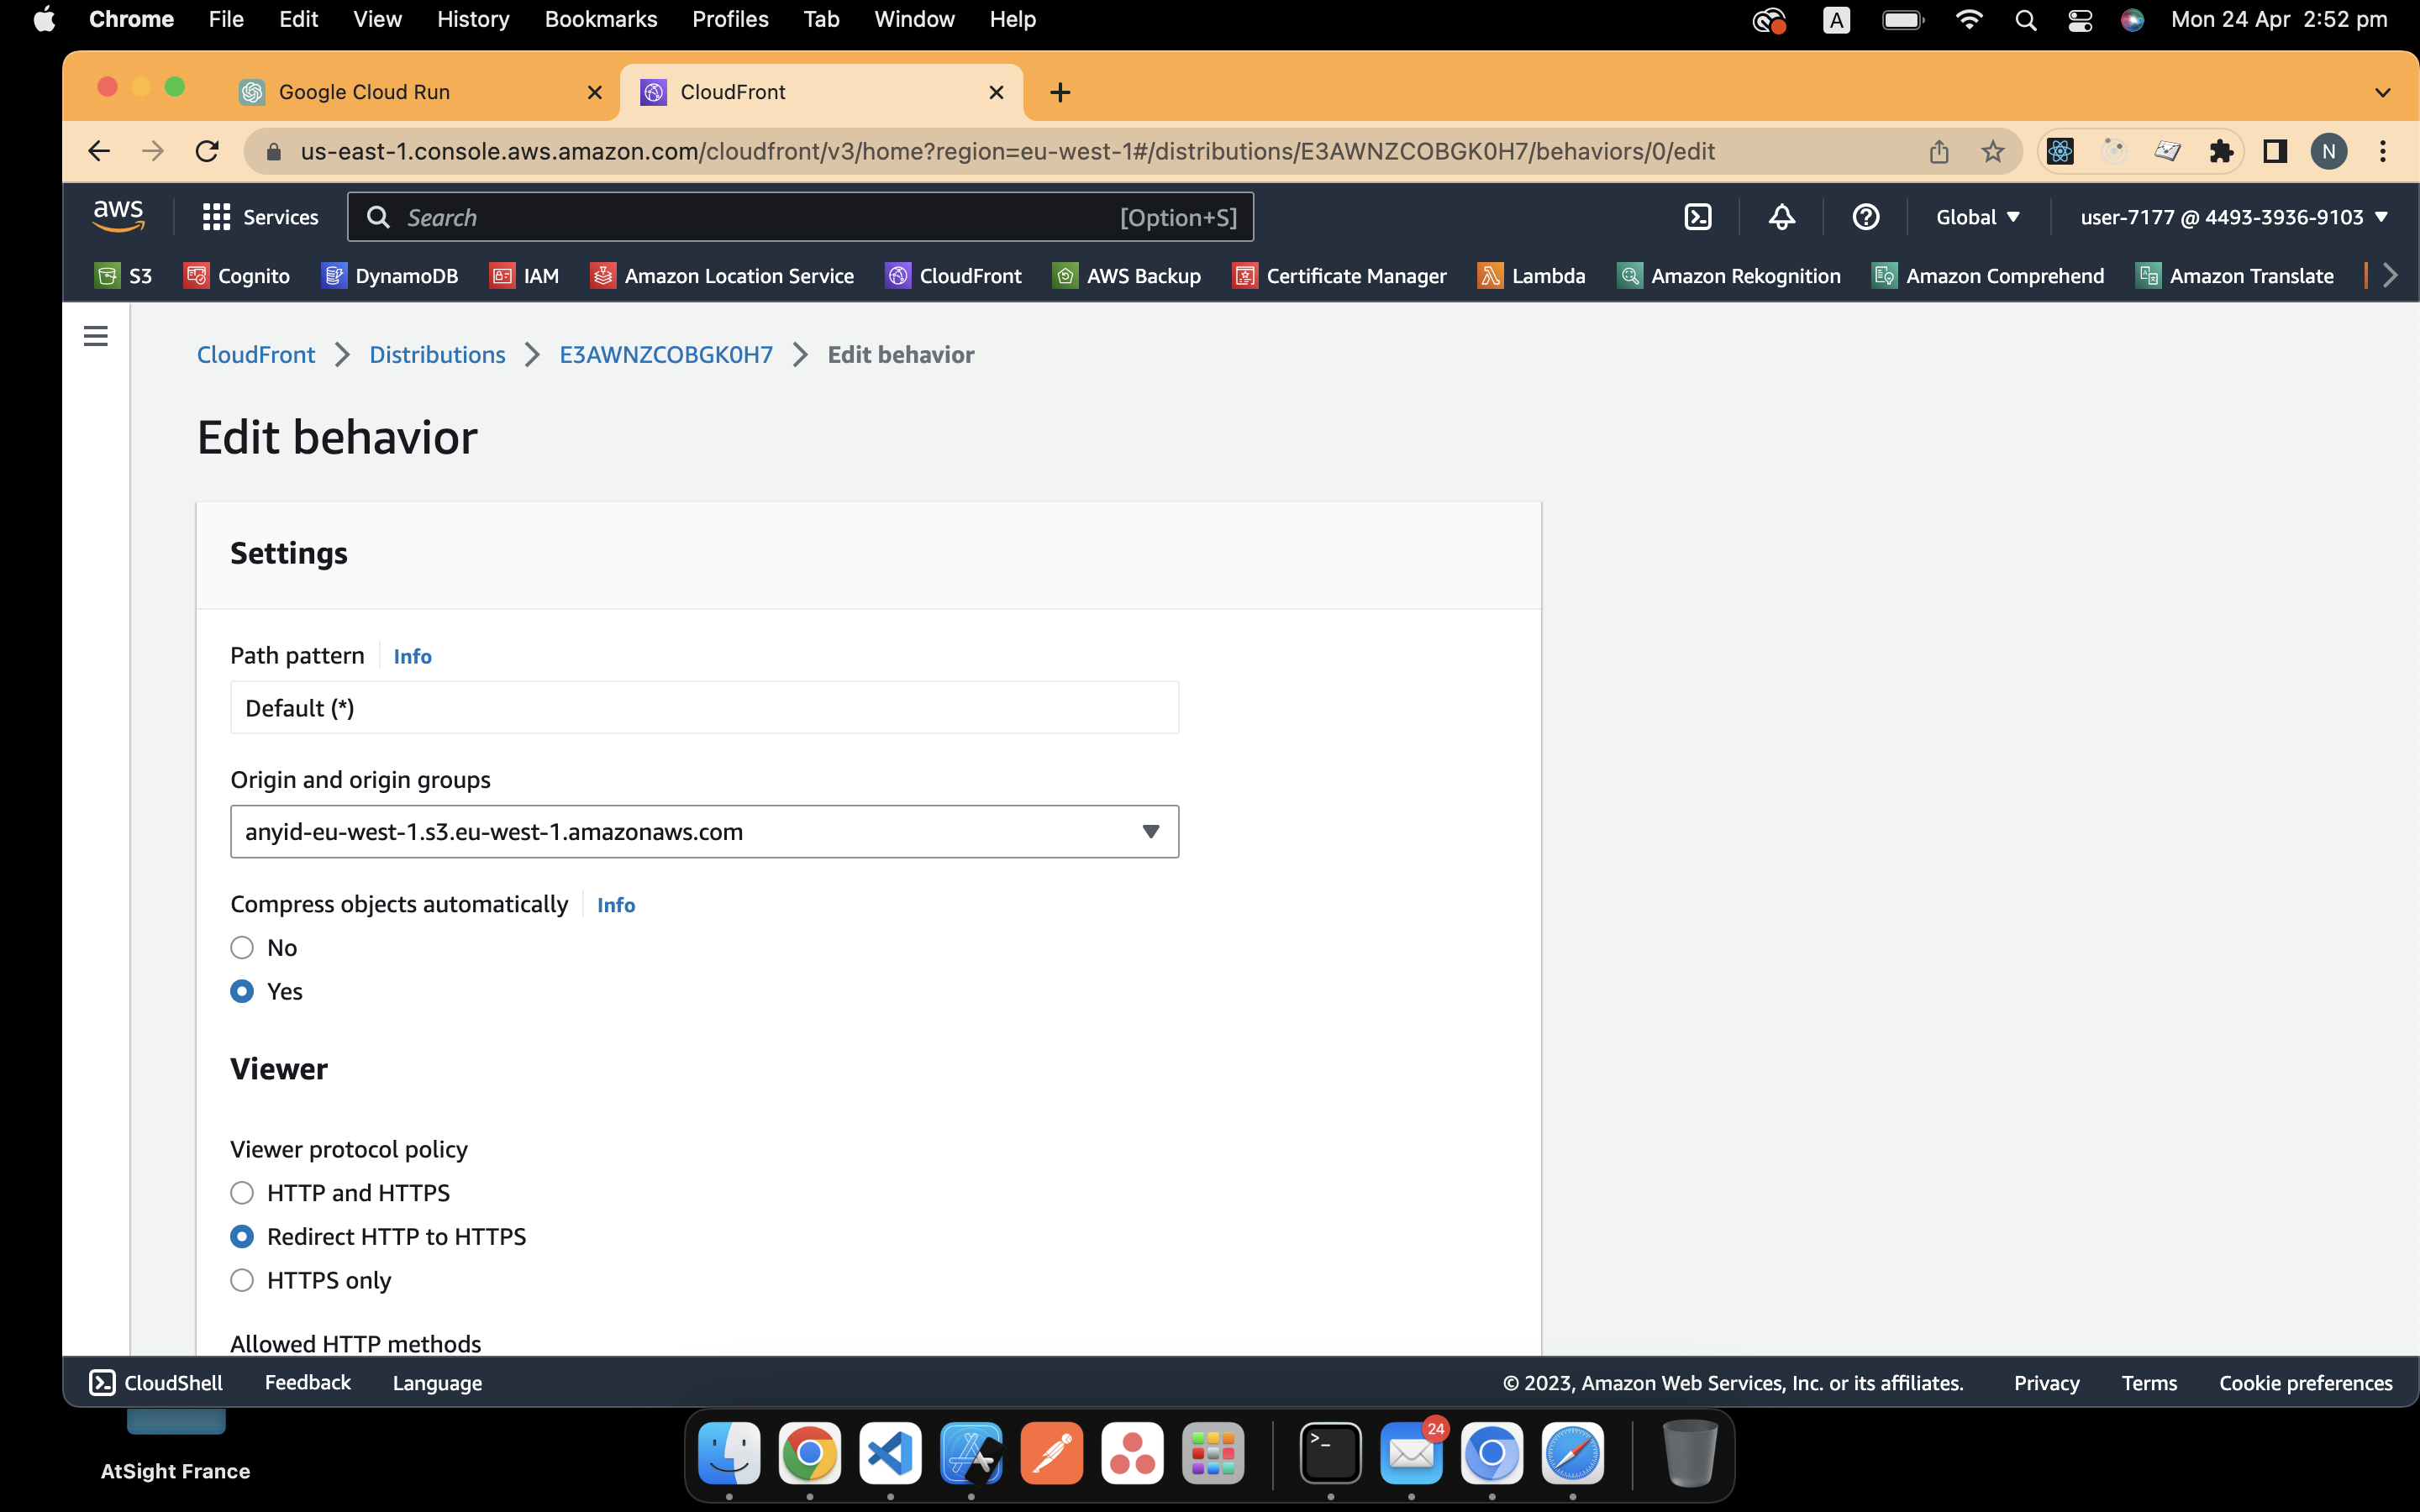 Chrome File Edit View History Bookmarks Profiles Tab Window Help A Mon 24 Apr 2:52 pm
Google Cloud Run CloudFront
us-east-1.console.aws.amazon.com/cloudfront/v3/home?region=eu-west-1#/distributions/E3AWNZCOBGK0H7/behaviors/0/edit N
aws Services Search [Option+S] Global user-7177 @ 4493-3936-9103
S3 Cognito DynamoDB IAM Amazon Location Service CloudFront AWS Backup Certificate Manager Lambda Amazon Rekognition Amazon Comprehend Amazon Translate
CloudFront Distributions E3AWNZCOBGK0H7 Edit behavior
Edit behavior
Settings
Path pattern Info
Default (*)
Origin and origin groups
anyid-eu-west-1.s3.eu-west-1.amazonaws.com
Compress objects automatically Info
No
Yes
Viewer
Viewer protocol policy
HTTP and HTTPS
Redirect HTTP to HTTPS
HTTPS only
Allowed HTTP methods
CloudShell Feedback Language © 2023, Amazon Web Services, Inc. or its affiliates. Privacy Terms Cookie preferences
24
AtSight France